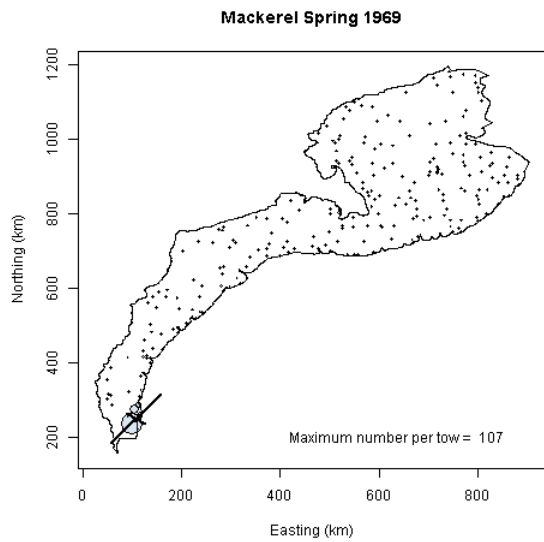 Mackerel Spring 1969
1200
1000
800
600
400
200
Northing (km)
Maximum number per tow = 107
0 200 400 600 800
Easting (km)